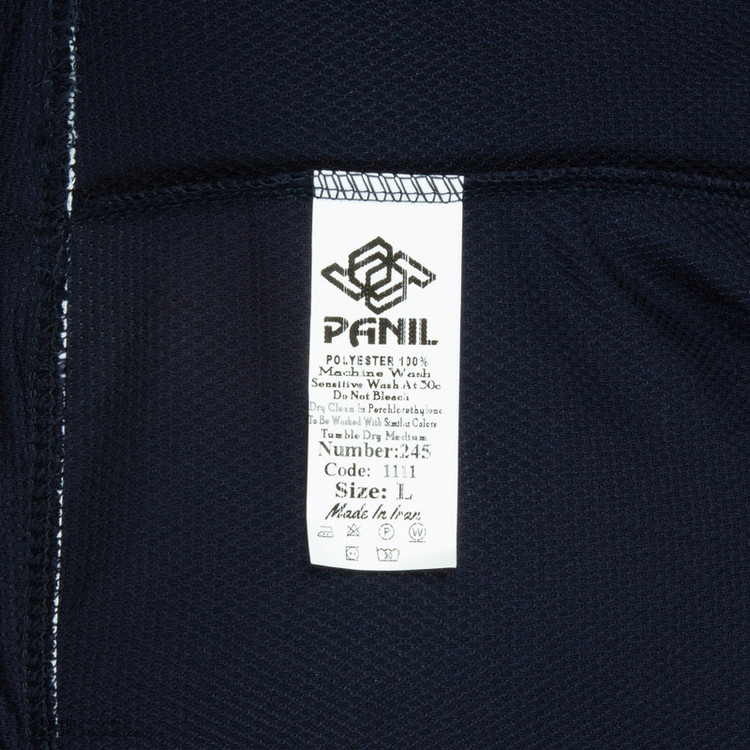 PANIL
POLYESTER 100%
Machine Wash
Sensitive Wash At 30c
Do Not Bleach
Dry Clean in Perchlorethylene
To Be Washed With Similar Colors
Tumble Dry Medium
Number:245
Code: 1111
Size: L
Made In Iran
P W
30